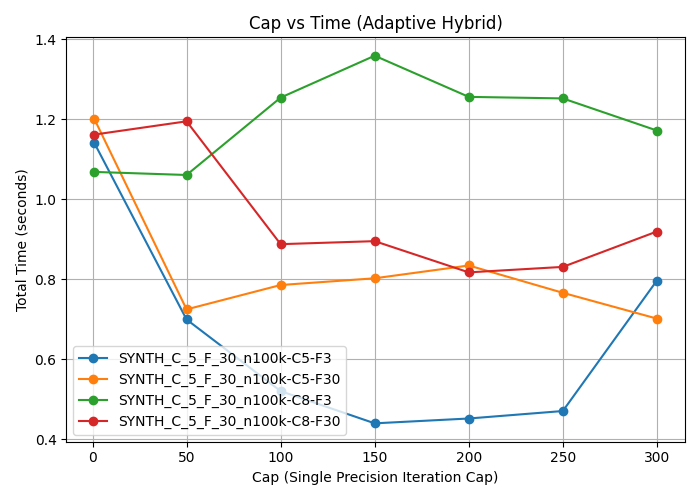 Cap vs Time (Adaptive Hybrid)
1.4
1.2
1.0
0.8
0.6
0.4
Total Time (seconds)
SYNTH_C_5_F_30_n100k-C5-F3
SYNTH_C_5_F_30_n100k-C5-F30
SYNTH_C_5_F_30_n100k-C8-F3
SYNTH_C_5_F_30_n100k-C8-F30
0 50 100 150 200 250 300
Cap (Single Precision Iteration Cap)